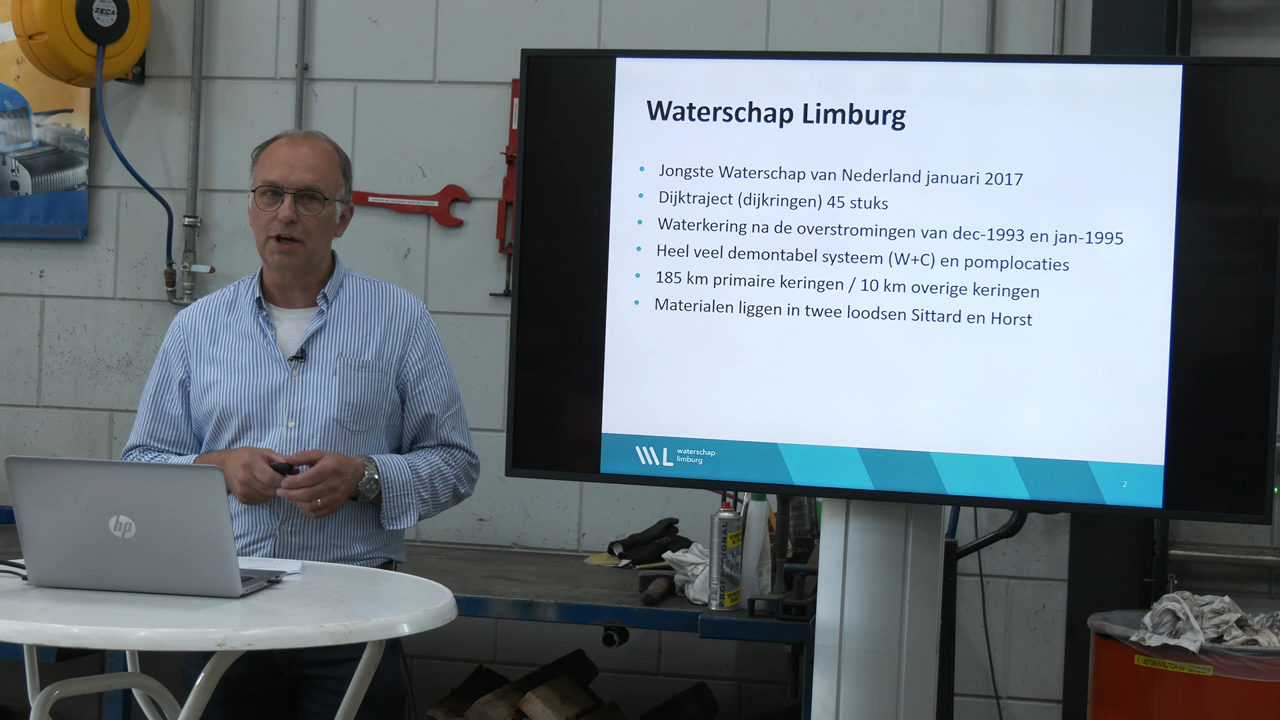 ZECA
Waterschap Limburg
Jongste Waterschap van Nederland januari 2017
Dijktraject (dijkringen) 45 stuks
Waterkering na de overstromingen van dec-1993 en jan-1995
Heel veel demontabel systeem (W+C) en pomplocaties
185 km primaire keringen / 10 km overige keringen
Materialen liggen in twee loodsen Sittard en Horst
WL waterschap
limburg
2
hp